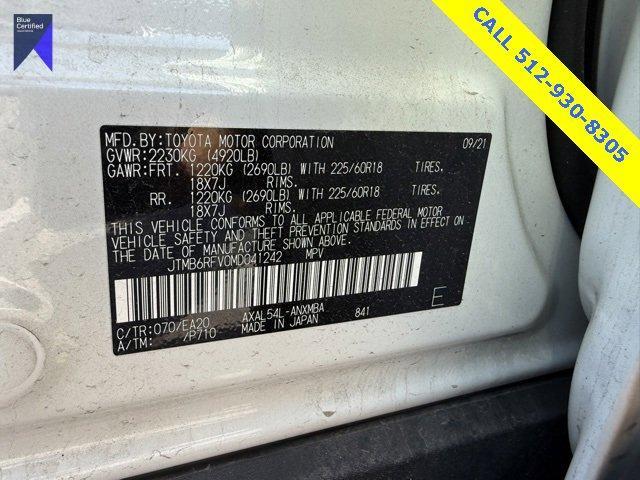 Blue
Certified
CALL 512-930-8305
MFD. BY: TOYOTA MOTOR CORPORATION 09/21
GVWR: 2230KG (4920LB)
GAWR: FRT. 1220KG (2690LB) WITH 225/60R18 TIRES.
18X7J RIMS.
RR. 1220KG (2690LB) WITH 225/60R18 TIRES.
18X7J RIMS.
THIS VEHICLE CONFORMS TO ALL APPLICABLE FEDERAL MOTOR
VEHICLE SAFETY AND THEFT PREVENTION STANDARDS IN EFFECT ON
THE DATE OF MANUFACTURE SHOWN ABOVE.
JTMB6RFV0MD041242 MPV
C/TR: 070/EA20 AXAL54L-ANXMBA 841
A/TM: /P710 MADE IN JAPAN
E